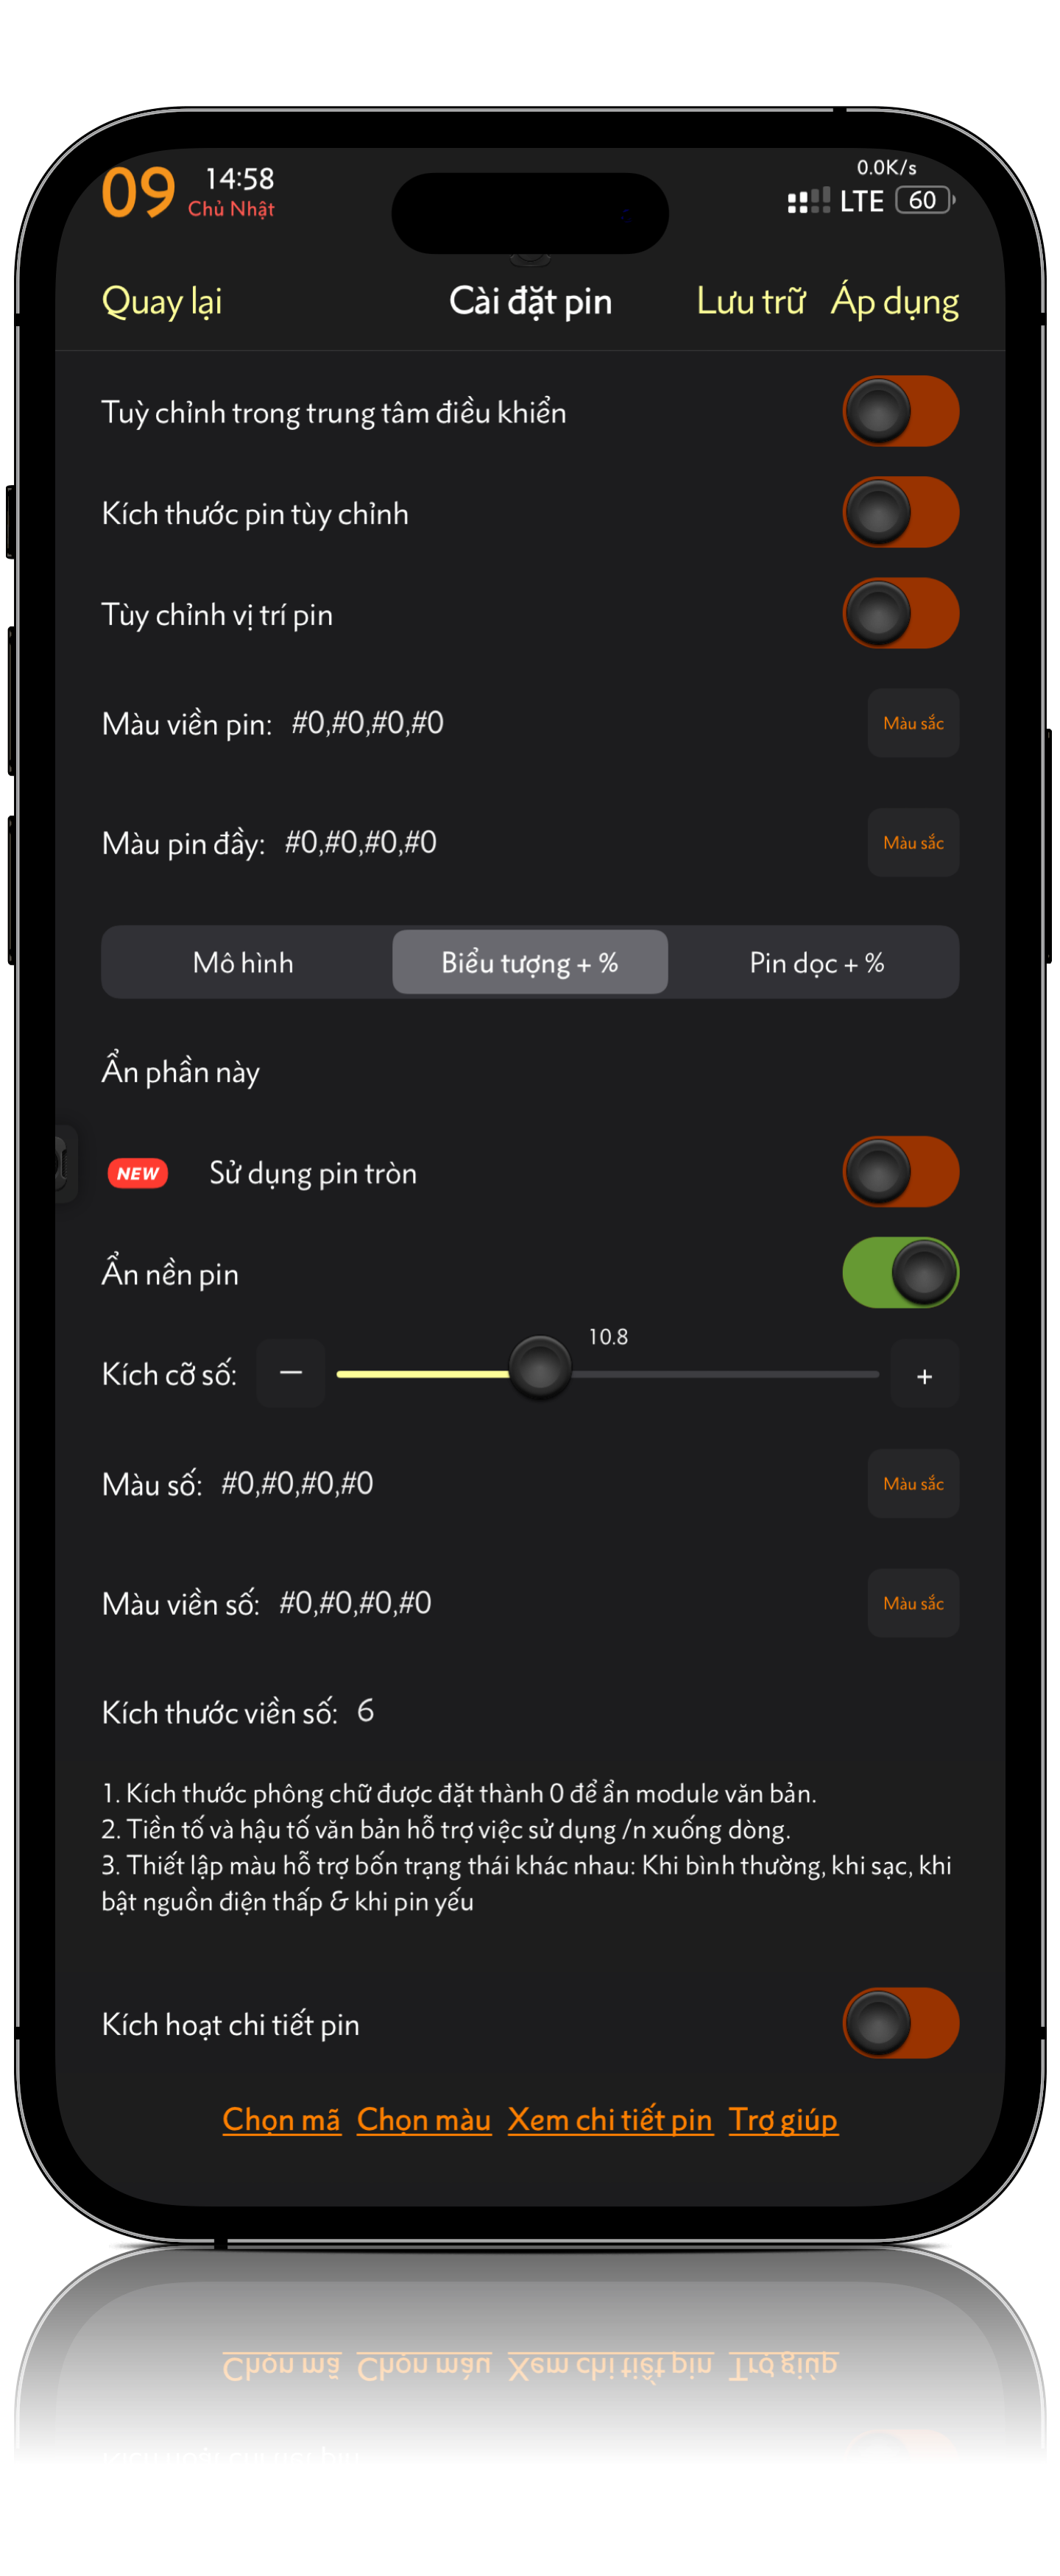 09 14:58 0.0K/s
Chủ Nhật LTE 60
Quay lại Cài đặt pin Lưu trữ Áp dụng
Tuỳ chỉnh trong trung tâm điều khiển
Kích thước pin tùy chỉnh
Tùy chỉnh vị trí pin
Màu viền pin: #0,#0,#0,#0 Màu sắc
Màu pin đầy: #0,#0,#0,#0 Màu sắc
Mô hình Biểu tượng + % Pin dọc + %
Ẩn phần này
NEW Sử dụng pin tròn
Ẩn nền pin
10.8
Kích cỡ số: — +
Màu số: #0,#0,#0,#0 Màu sắc
Màu viền số: #0,#0,#0,#0 Màu sắc
Kích thước viền số: 6
1. Kích thước phông chữ được đặt thành 0 để ẩn module văn bản.
2. Tiền tố và hậu tố văn bản hỗ trợ việc sử dụng /n xuống dòng.
3. Thiết lập màu hỗ trợ bốn trạng thái khác nhau: Khi bình thường, khi sạc, khi
bật nguồn điện thấp & khi pin yếu
Kích hoạt chi tiết pin
Chọn mã Chọn màu Xem chi tiết pin Trợ giúp